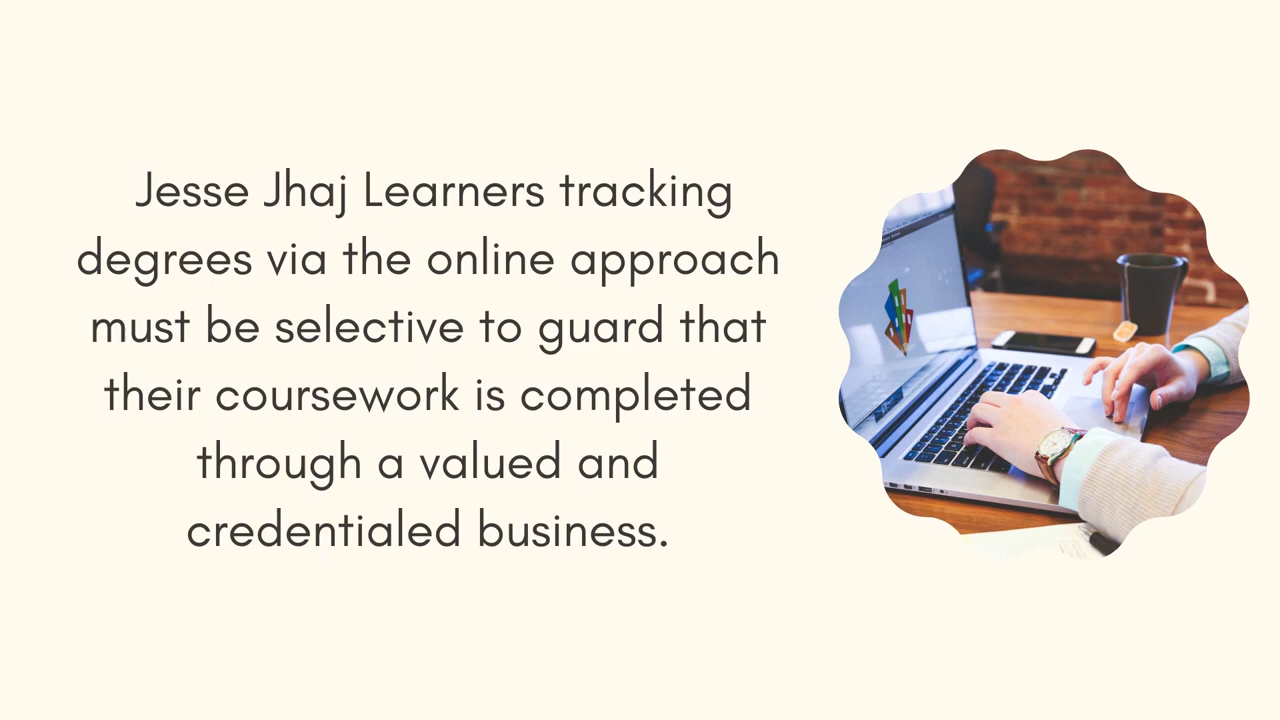 Jesse Jhaj Learners tracking
degrees via the online approach
must be selective to guard that
their coursework is completed
through a valued and
credentialed business.